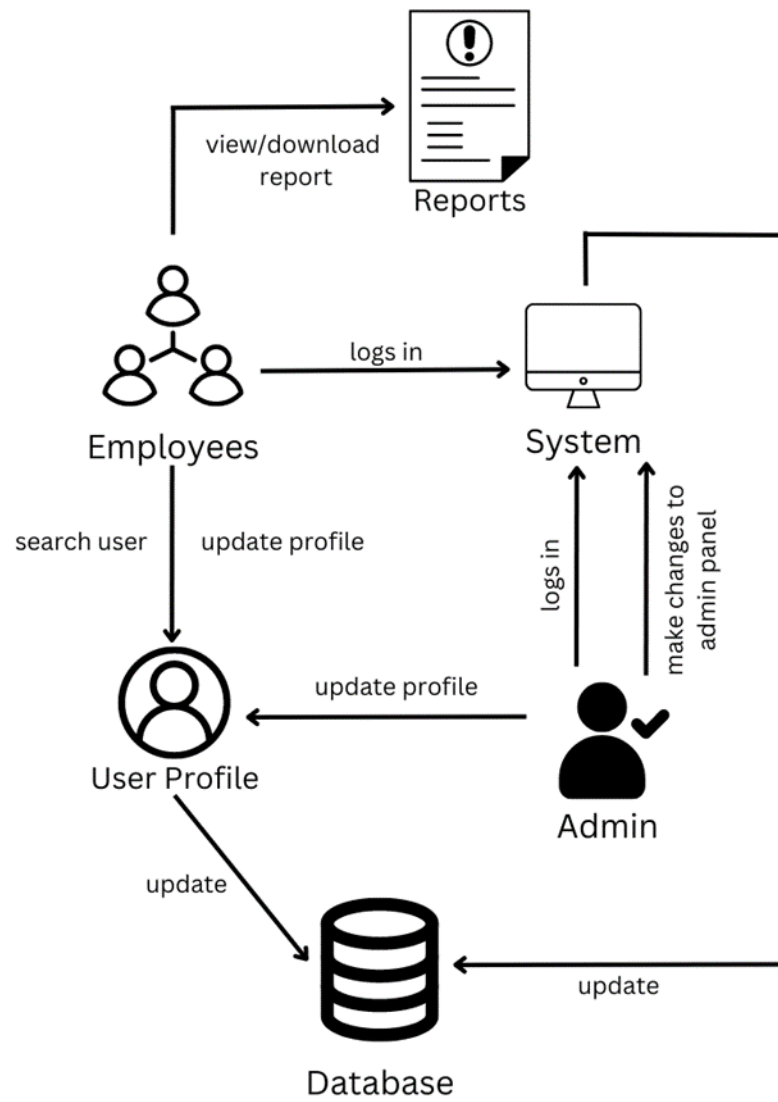 view/download
report
Reports
logs in
Employees
System
search user
update profile
logs in
make changes to
admin panel
update profile
User Profile
Admin
update
update
Database